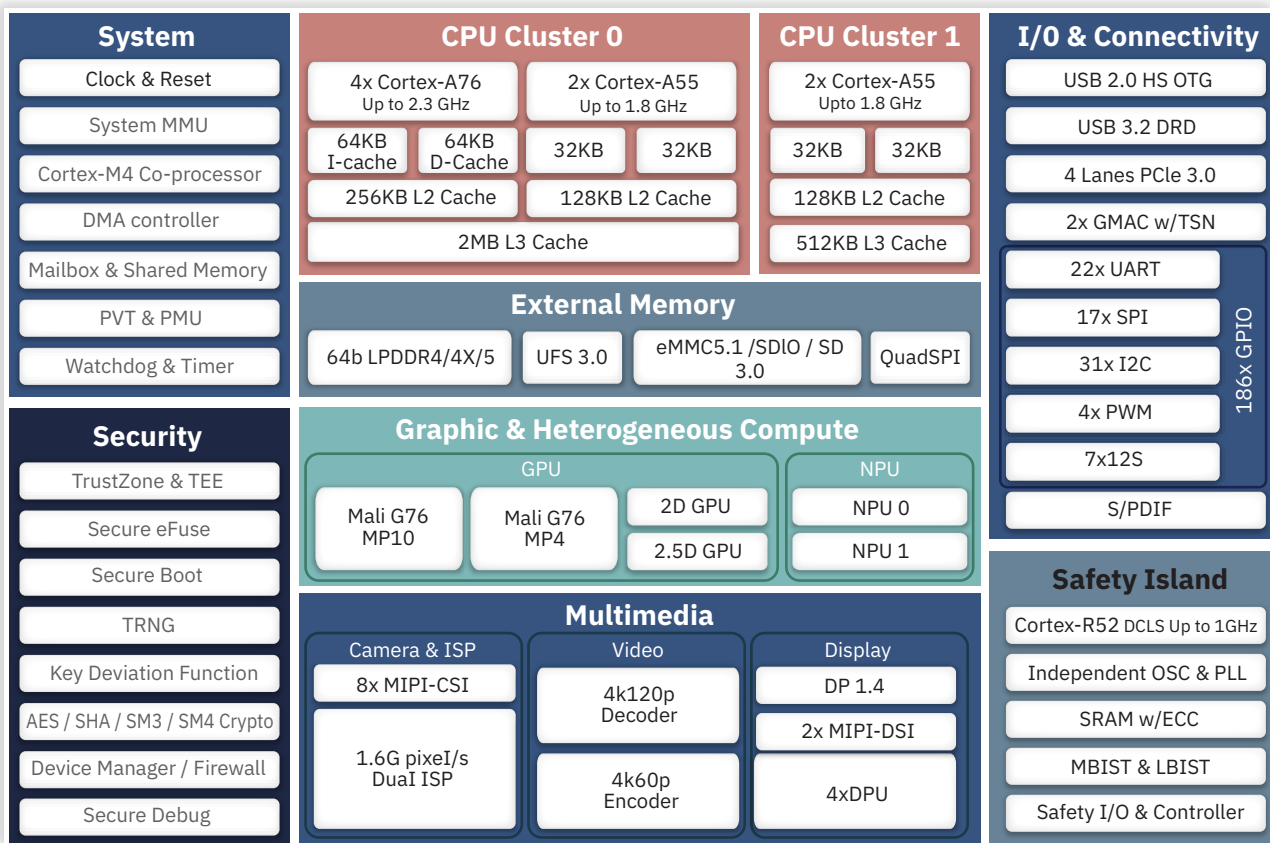 System
Clock & Reset
System MMU
Cortex-M4 Co-processor
DMA controller
Mailbox & Shared Memory
PVT & PMU
Watchdog & Timer
Security
TrustZone & TEE
Secure eFuse
Secure Boot
TRNG
Key Deviation Function
AES / SHA / SM3 / SM4 Crypto
Device Manager / Firewall
Secure Debug
CPU Cluster 0
4x Cortex-A76
Up to 2.3 GHz
2x Cortex-A55
Up to 1.8 GHz
64KB
I-cache
64KB
D-Cache
32KB
32KB
256KB L2 Cache
128KB L2 Cache
2MB L3 Cache
CPU Cluster 1
2x Cortex-A55
Upto 1.8 GHz
32KB
32KB
128KB L2 Cache
512KB L3 Cache
External Memory
64b LPDDR4/4X/5
UFS 3.0
eMMC5.1 /SDIO / SD
3.0
QuadSPI
Graphic & Heterogeneous Compute
GPU
Mali G76
MP10
Mali G76
MP4
2D GPU
2.5D GPU
NPU
NPU 0
NPU 1
Multimedia
Camera & ISP
8x MIPI-CSI
1.6G pixeI/s
DuaI ISP
Video
4k120p
Decoder
4k60p
Encoder
Display
DP 1.4
2x MIPI-DSI
4xDPU
I/O & Connectivity
USB 2.0 HS OTG
USB 3.2 DRD
4 Lanes PCle 3.0
2x GMAC w/TSN
22x UART
17x SPI
31x I2C
4x PWM
7x12S
186x GPIO
S/PDIF
Safety Island
Cortex-R52 DCLS Up to 1GHz
Independent OSC & PLL
SRAM w/ECC
MBIST & LBIST
Safety I/O & Controller